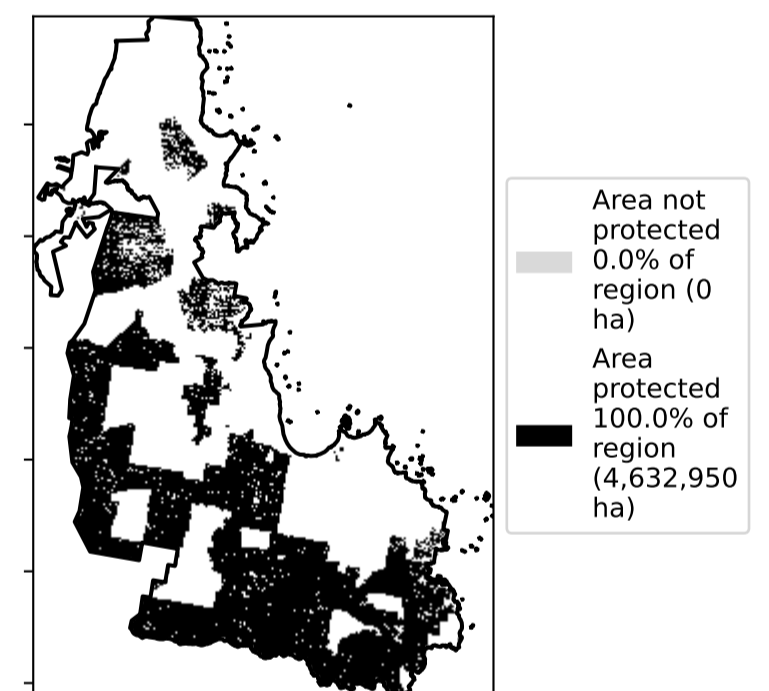 Area not
protected
0.0% of
region (0
ha)
Area
protected
100.0% of
region
(4,632,950
ha)